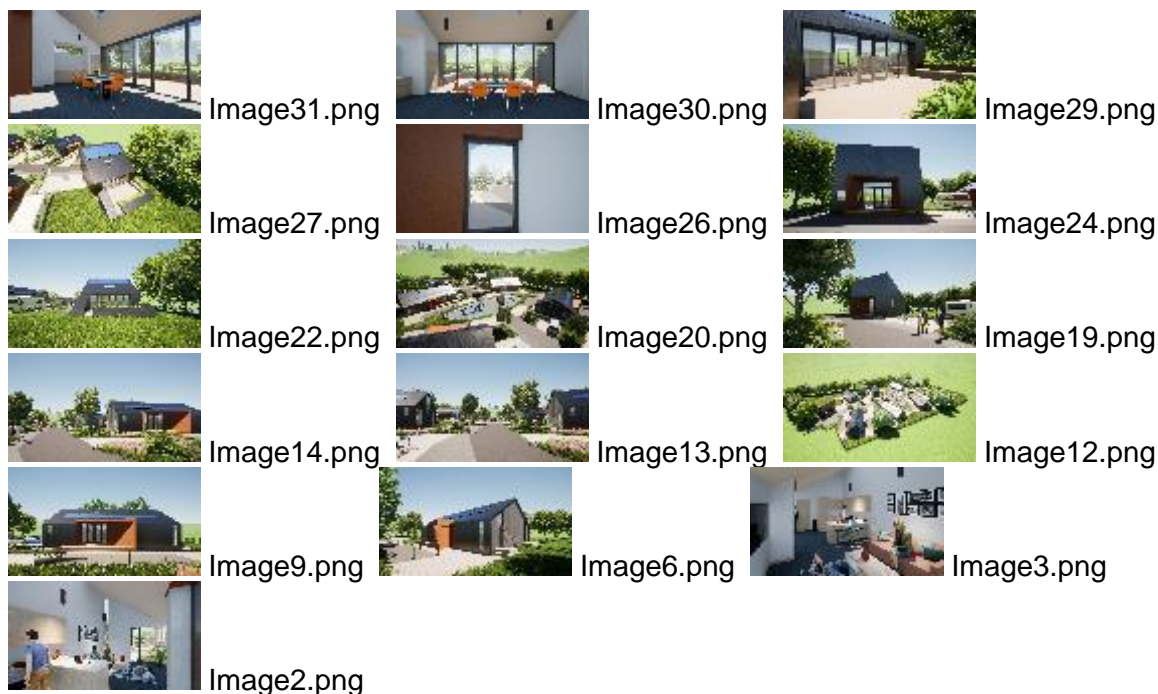 Image31.png Image30.png Image29.png
Image27.png Image26.png Image24.png
Image22.png Image20.png Image19.png
Image14.png Image13.png Image12.png
Image9.png Image6.png Image3.png
Image2.png